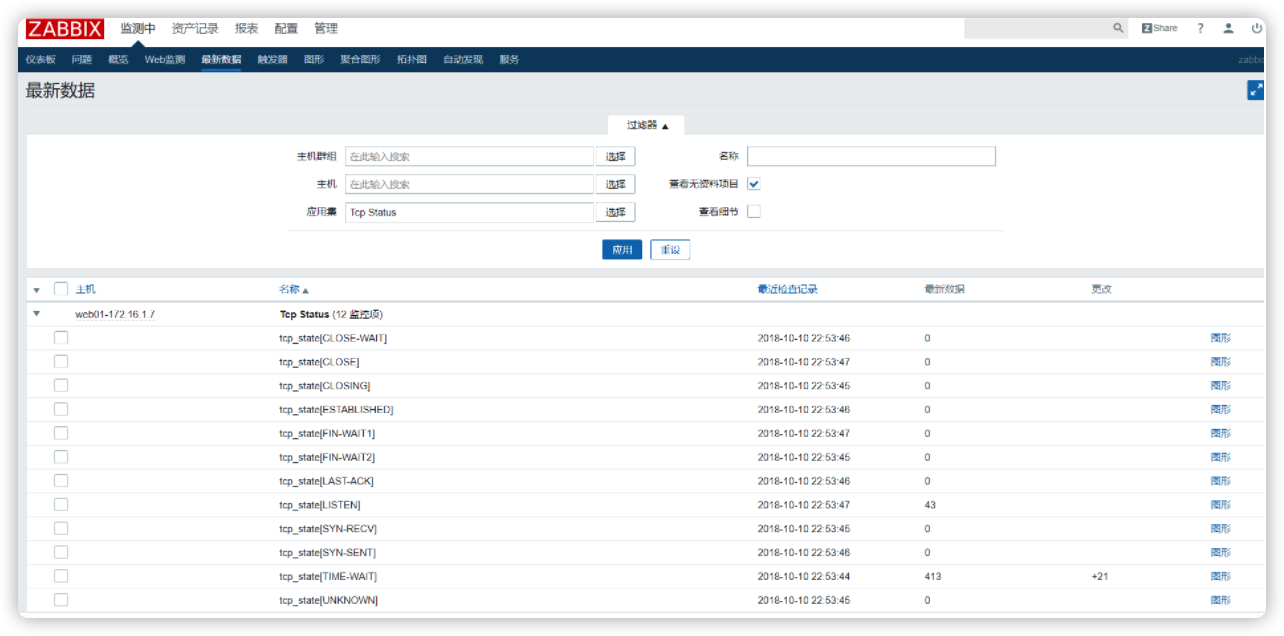 ZABBIX 监测中 资产记录 报表 配置 管理 Z Share ?
仪表板 问题 概览 Web监测 最新数据 触发器 图形 聚合图形 拓扑图 自动发现 服务
最新数据
过滤器 ▲
主机群组 在此输入搜索 选择 名称
主机 在此输入搜索 选择 查看无资料项目
应用集 Tcp Status 选择 查看细节
应用 重设
▼ 主机 名称 ▲ 最近检查记录 最新数据 更改
▼ web01-172.16.1.7 Tcp Status (12 监控项)
tcp_state[CLOSE-WAIT] 2018-10-10 22:53:46 0 图形
tcp_state[CLOSE] 2018-10-10 22:53:47 0 图形
tcp_state[CLOSING] 2018-10-10 22:53:45 0 图形
tcp_state[ESTABLISHED] 2018-10-10 22:53:46 0 图形
tcp_state[FIN-WAIT1] 2018-10-10 22:53:47 0 图形
tcp_state[FIN-WAIT2] 2018-10-10 22:53:45 0 图形
tcp_state[LAST-ACK] 2018-10-10 22:53:46 0 图形
tcp_state[LISTEN] 2018-10-10 22:53:47 43 图形
tcp_state[SYN-RECV] 2018-10-10 22:53:45 0 图形
tcp_state[SYN-SENT] 2018-10-10 22:53:46 0 图形
tcp_state[TIME-WAIT] 2018-10-10 22:53:44 413 +21 图形
tcp_state[UNKNOWN] 2018-10-10 22:53:45 0 图形